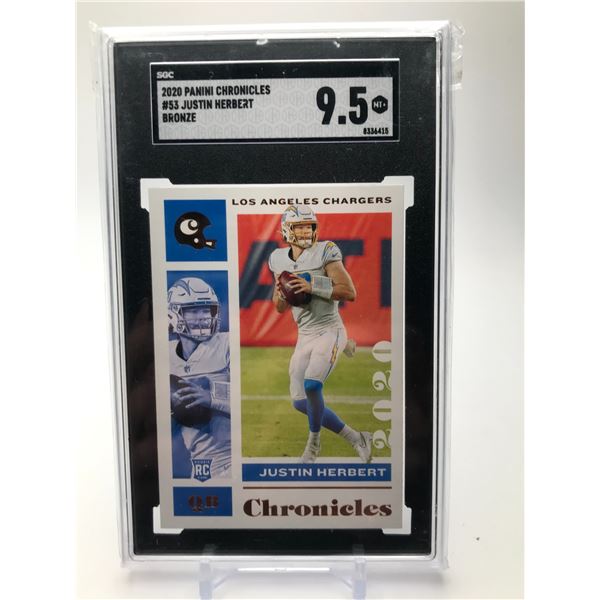 SGC
2020 PANINI CHRONICLES
#53 JUSTIN HERBERT
BRONZE
9.5
MT+
8336415
LOS ANGELES CHARGERS
C
2020
RC
JUSTIN HERBERT
QB
Chronicles